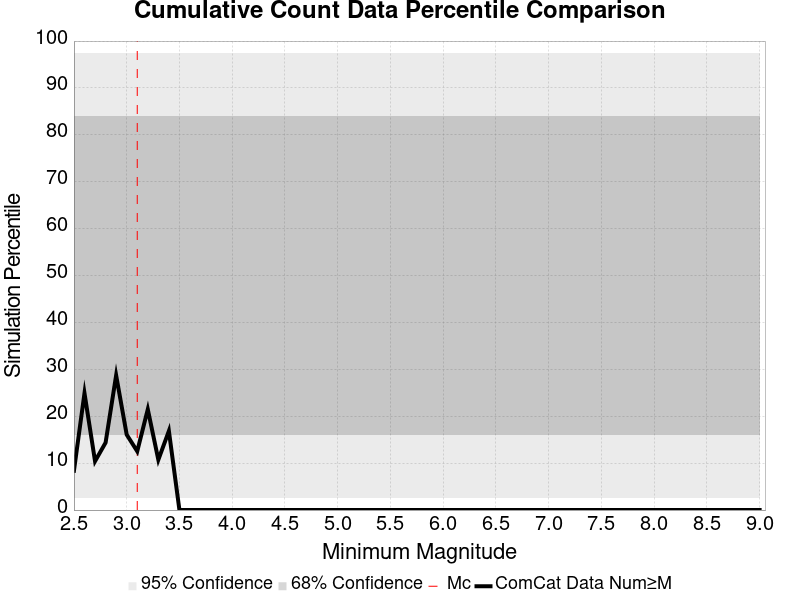 Cumulative Count Data Percentile Comparison
100
90
80
70
60
50
40
30
20
10
0
Simulation Percentile
2.5 3.0 3.5 4.0 4.5 5.0 5.5 6.0 6.5 7.0 7.5 8.0 8.5 9.0
Minimum Magnitude
95% Confidence 68% Confidence Mc ComCat Data Num≥M